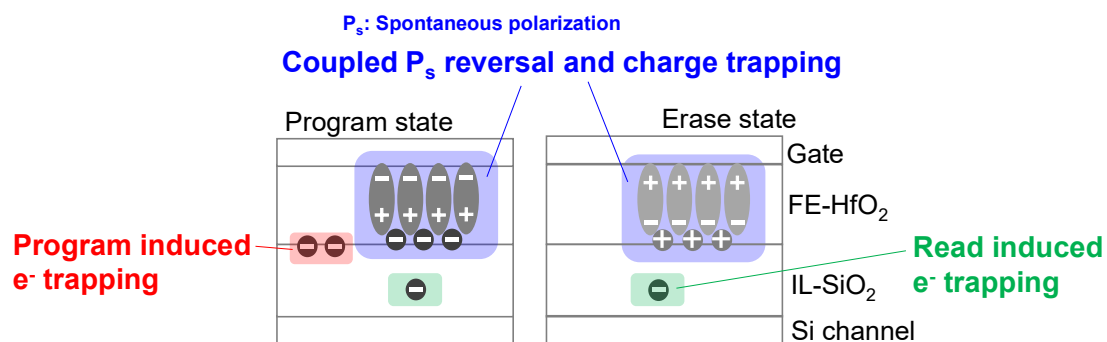 Pₛ: Spontaneous polarization
Coupled Pₛ reversal and charge trapping
Program state
Erase state
Gate
FE-HfO₂
IL-SiO₂
Si channel
Program induced
e⁻ trapping
Read induced
e⁻ trapping